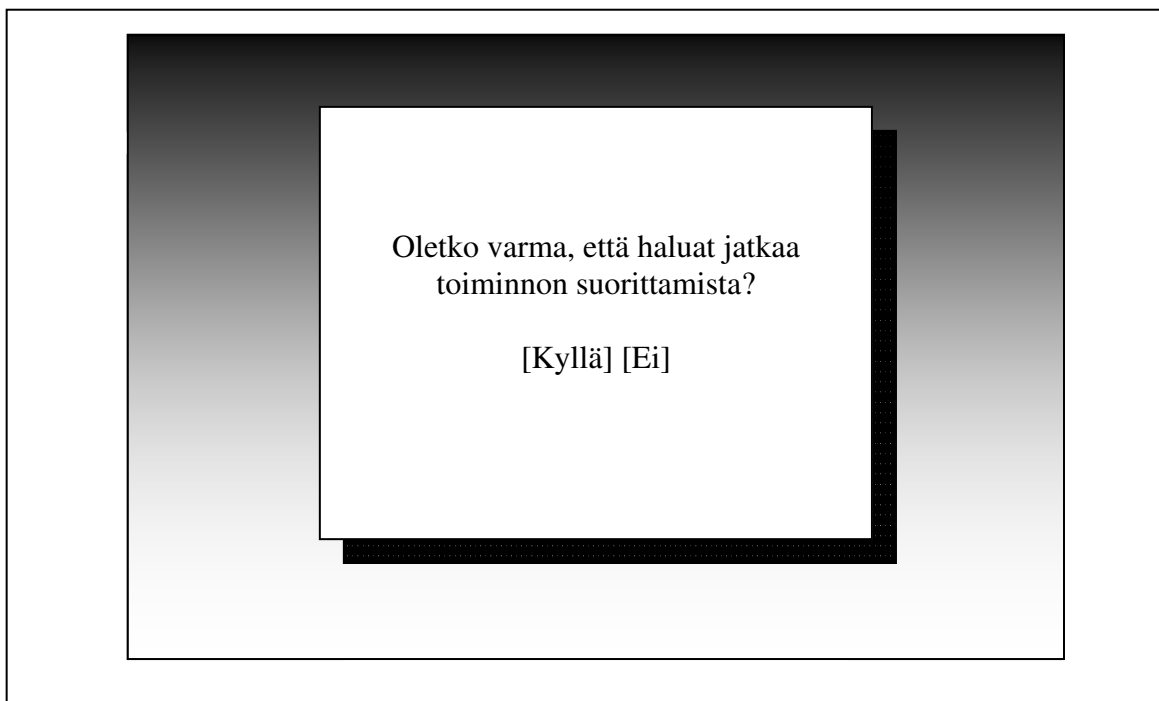 Oletko varma, että haluat jatkaa
toiminnon suorittamista?
[Kyllä] [Ei]